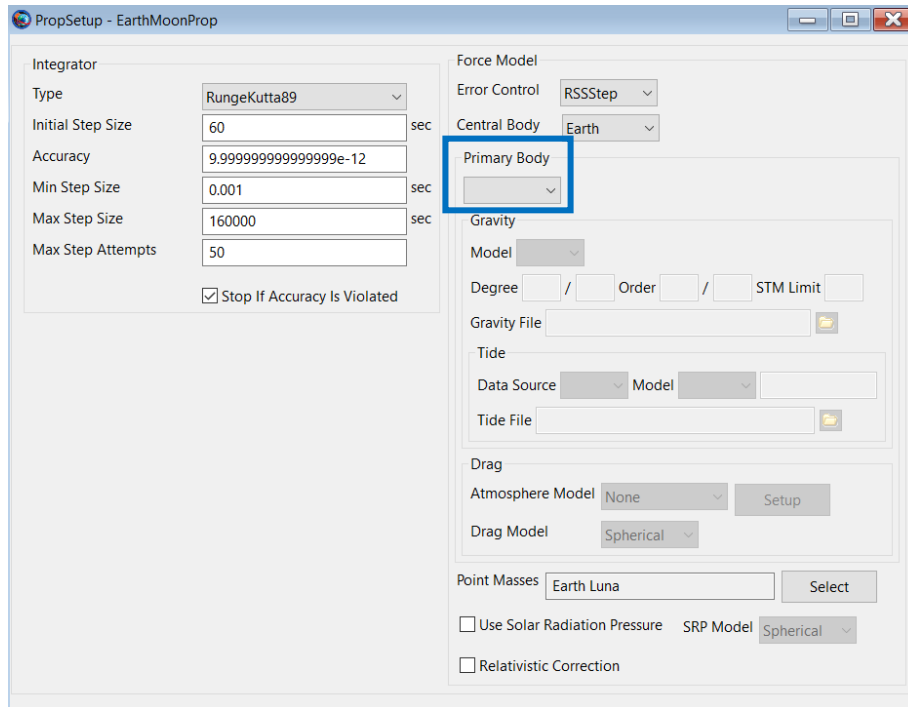 PropSetup - EarthMoonProp
Integrator
Type RungeKutta89
Initial Step Size 60 sec
Accuracy 9.999999999999999e-12
Min Step Size 0.001 sec
Max Step Size 160000 sec
Max Step Attempts 50
Stop If Accuracy Is Violated
Force Model
Error Control RSSStep
Central Body Earth
Primary Body
Gravity
Model
Degree / Order / STM Limit
Gravity File
Tide
Data Source Model
Tide File
Drag
Atmosphere Model None Setup
Drag Model Spherical
Point Masses Earth Luna Select
Use Solar Radiation Pressure SRP Model Spherical
Relativistic Correction